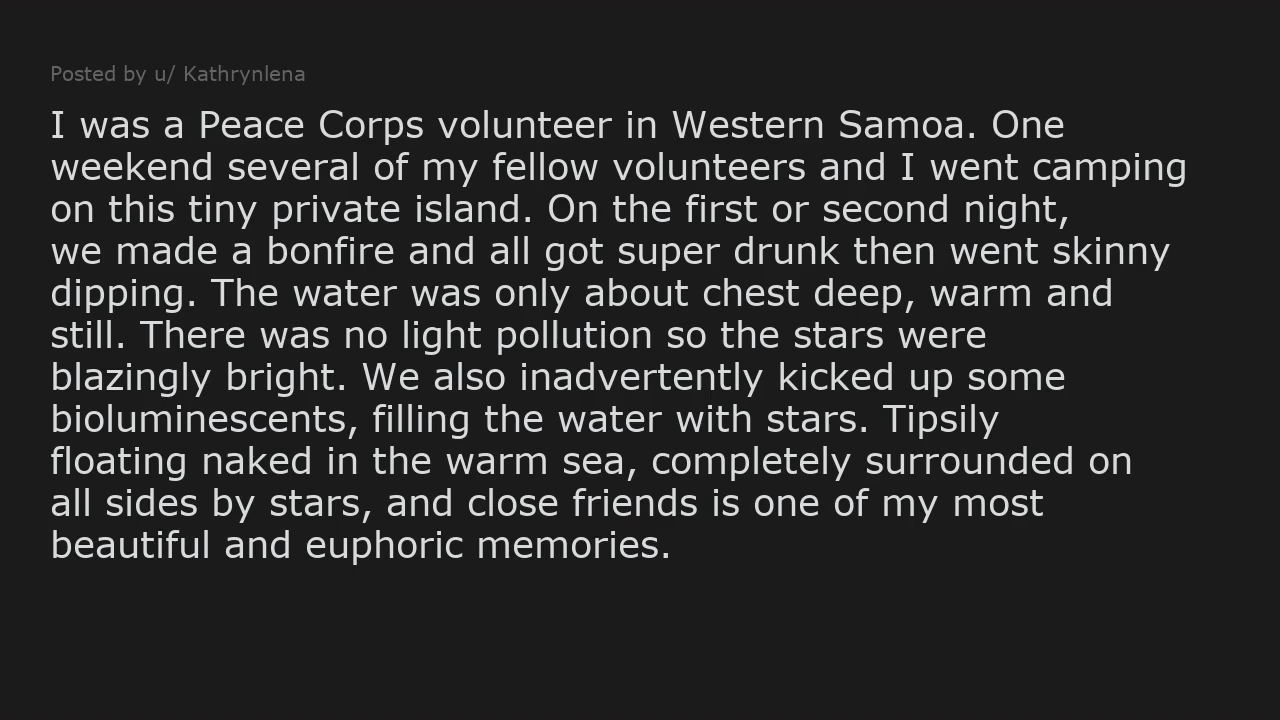 Posted by u/ Kathrynlena
I was a Peace Corps volunteer in Western Samoa. One
weekend several of my fellow volunteers and I went camping
on this tiny private island. On the first or second night,
we made a bonfire and all got super drunk then went skinny
dipping. The water was only about chest deep, warm and
still. There was no light pollution so the stars were
blazingly bright. We also inadvertently kicked up some
bioluminescents, filling the water with stars. Tipsily
floating naked in the warm sea, completely surrounded on
all sides by stars, and close friends is one of my most
beautiful and euphoric memories.